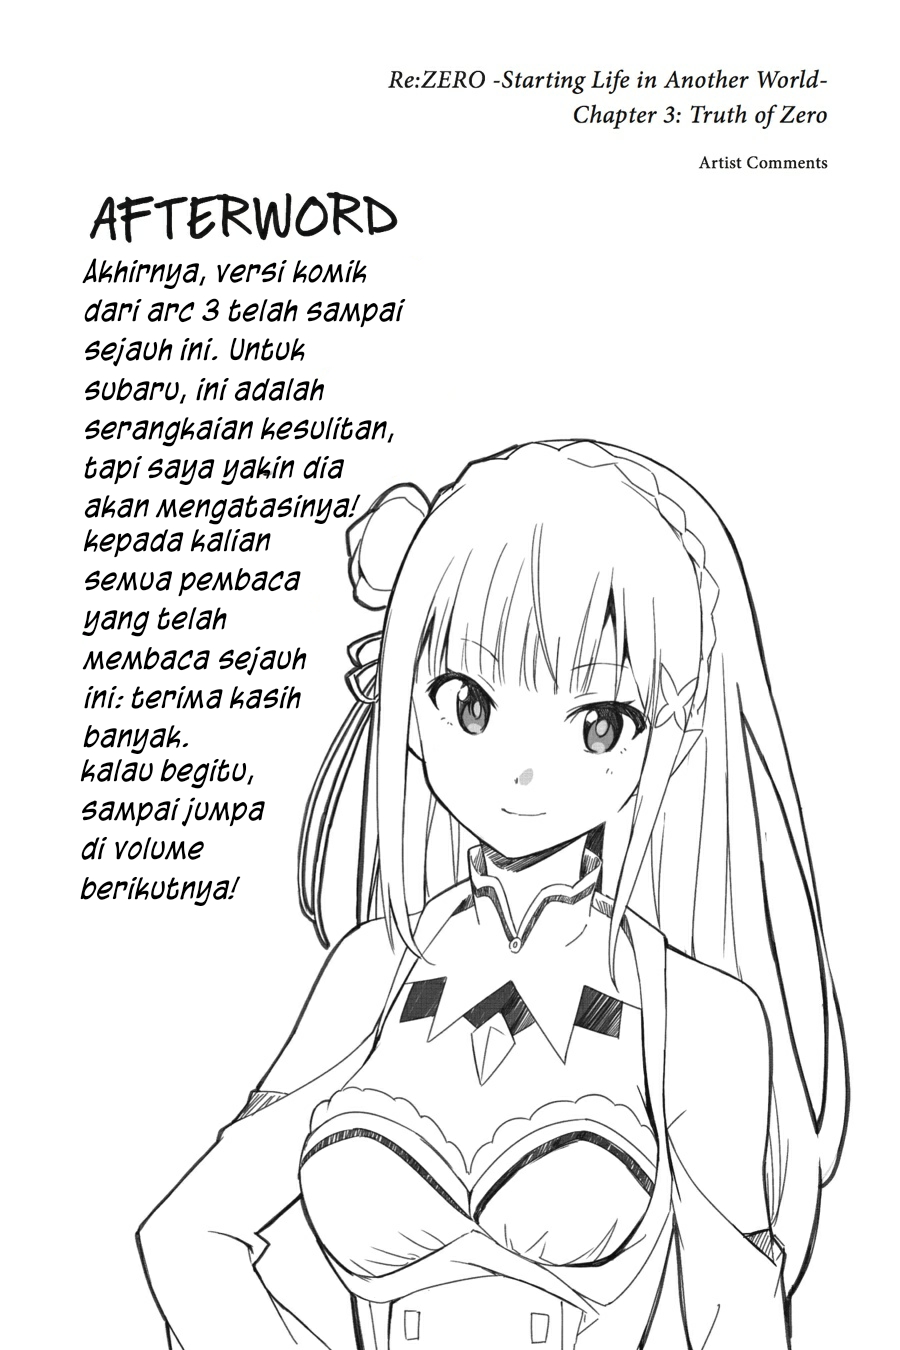 Re:ZERO -Starting Life in Another World-
Chapter 3: Truth of Zero
Artist Comments
AFTERWORD
Akhirnya, versi komik
dari arc 3 telah sampai
sejauh ini. Untuk
subaru, ini adalah
serangkaian kesulitan,
tapi saya yakin dia
akan mengatasinya!
kepada kalian
semua pembaca
yang telah
membaca sejauh
ini: terima kasih
banyak.
kalau begitu,
sampai jumpa
di volume
berikutnya!